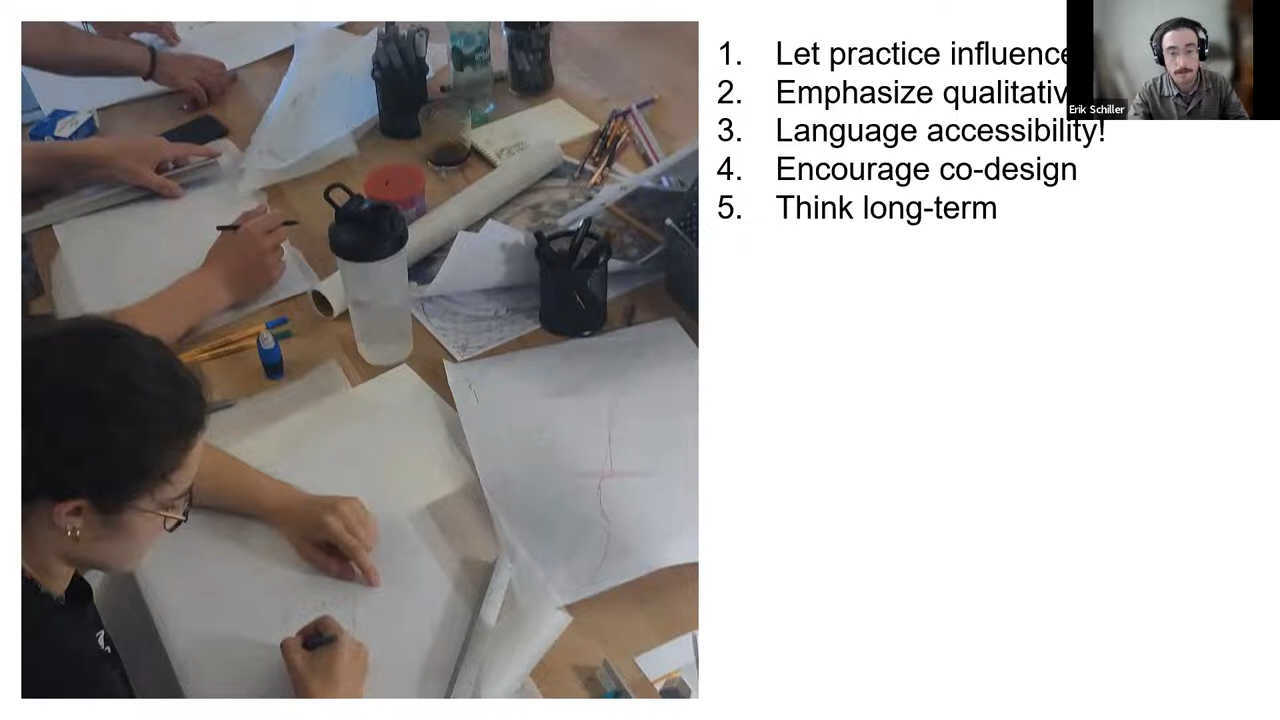 1. Let practice influence
2. Emphasize qualitativ
3. Language accessibility!
4. Encourage co-design
5. Think long-term
Erik Schiller